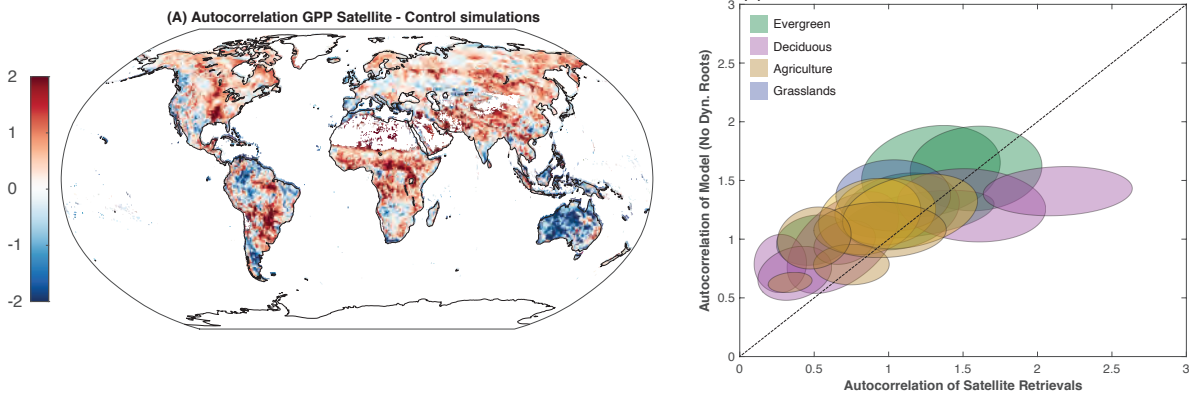 (A) Autocorrelation GPP Satellite - Control simulations
2
1
0
-1
-2
3
2.5
2
1.5
1
0.5
0
Autocorrelation of Model (No Dyn. Roots)
Evergreen
Deciduous
Agriculture
Grasslands
0
0.5
1
1.5
2
2.5
3
Autocorrelation of Satellite Retrievals